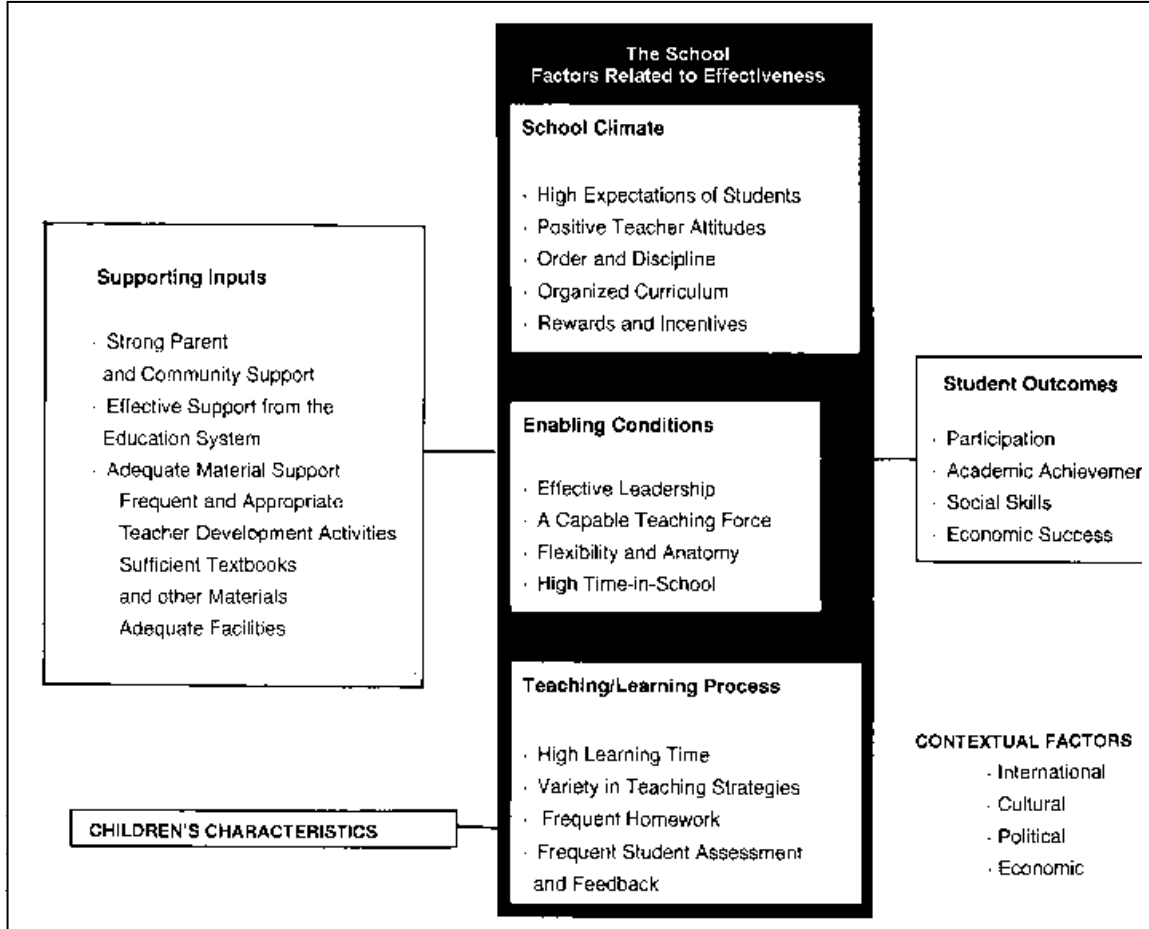 The School
Factors Related to Effectiveness
School Climate
· High Expectations of Students
· Positive Teacher Attitudes
· Order and Discipline
· Organized Curriculum
· Rewards and Incentives
Supporting Inputs
· Strong Parent
and Community Support
· Effective Support from the
Education System
· Adequate Material Support
Frequent and Appropriate
Teacher Development Activities
Sufficient Textbooks
and other Materials
Adequate Facilities
Enabling Conditions
· Effective Leadership
· A Capable Teaching Force
· Flexibility and Anatomy
· High Time-in-School
Student Outcomes
· Participation
· Academic Achievemen
· Social Skills
· Economic Success
Teaching/Learning Process
· High Learning Time
· Variety in Teaching Strategies
· Frequent Homework
· Frequent Student Assessment
and Feedback
CHILDREN'S CHARACTERISTICS
CONTEXTUAL FACTORS
· International
· Cultural
· Political
· Economic